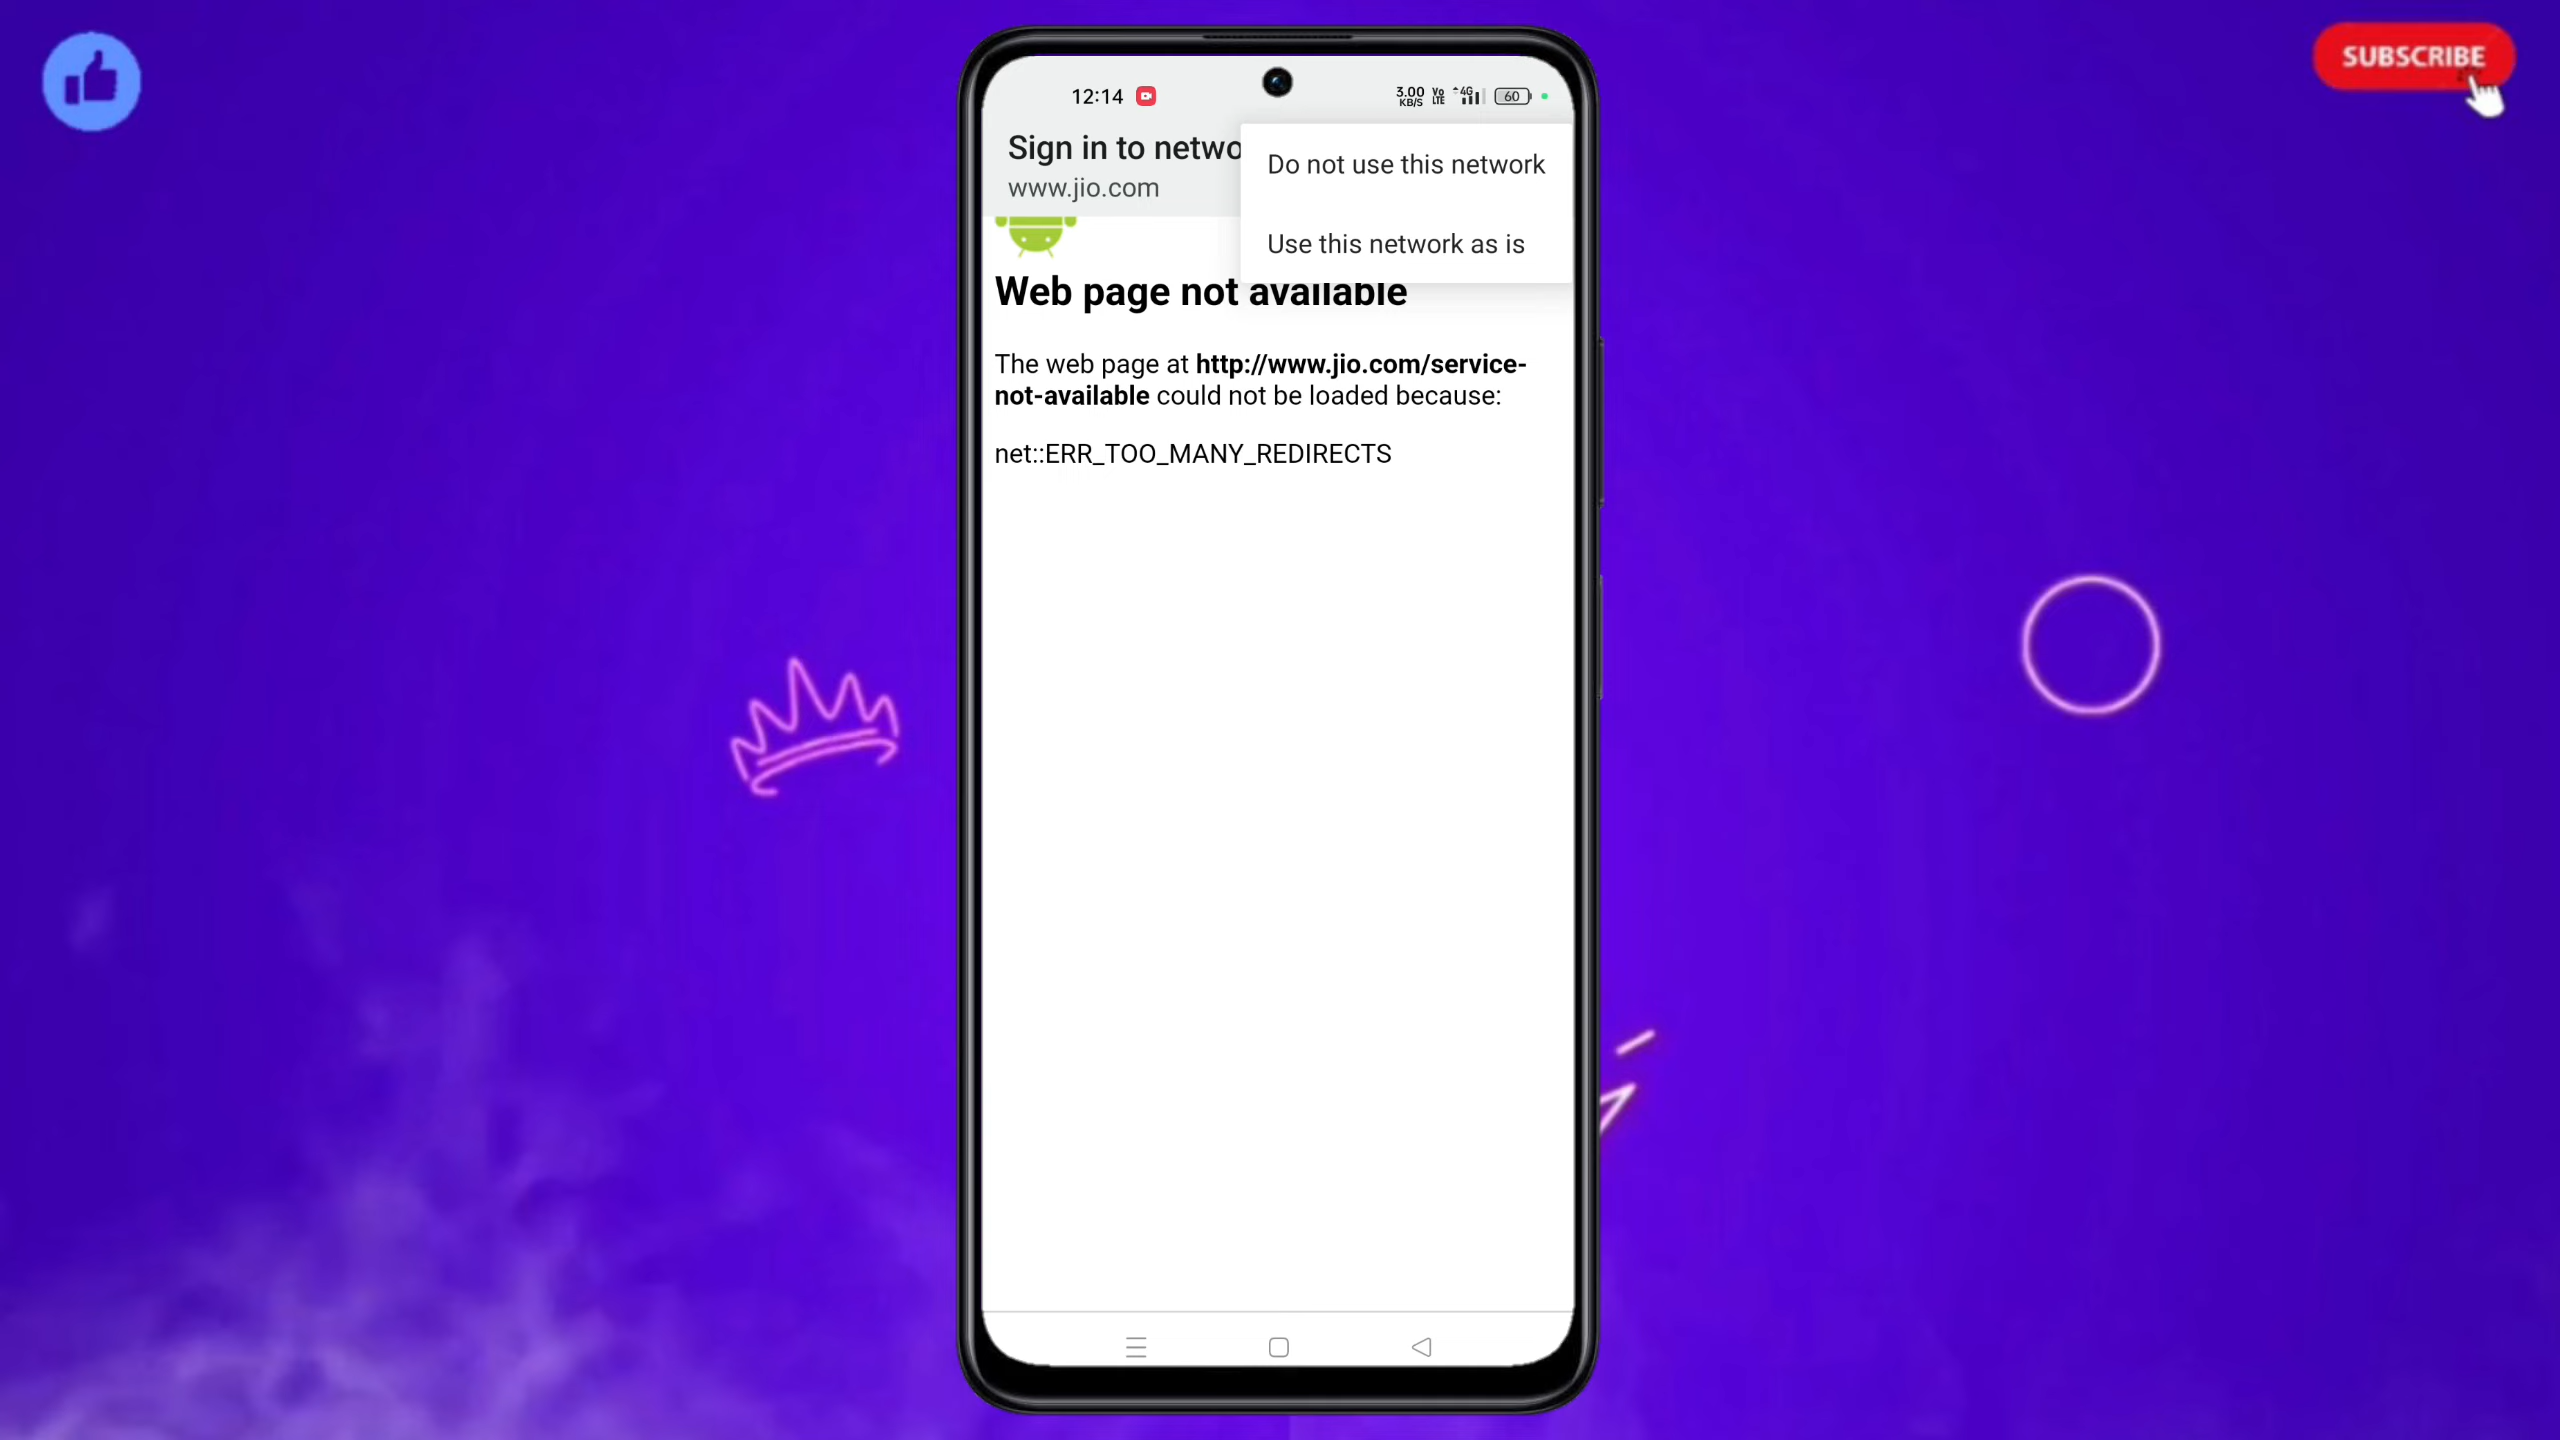 SUBSCRIBE
12:14
3.00 KB/S Vo LTE 4G 60
Sign in to netwo
www.jio.com
Do not use this network
Use this network as is
Web page not available
The web page at http://www.jio.com/service-
not-available could not be loaded because:
net::ERR_TOO_MANY_REDIRECTS